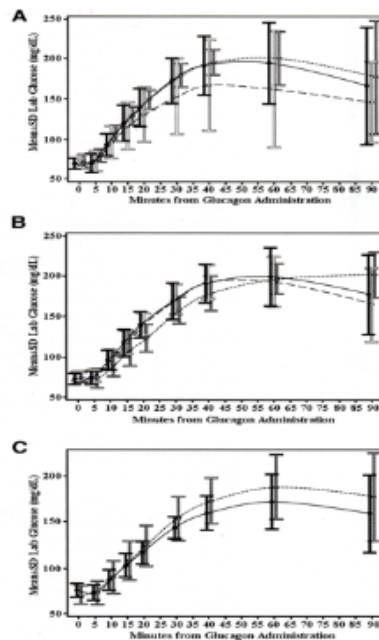 A
Mean±SD Lab Glucose (mg/dL)
250
200
150
100
50
0 5 10 15 20 25 30 35 40 45 50 55 60 65 70 75 80 85 90
Minutes from Glucagon Administration
B
Mean±SD Lab Glucose (mg/dL)
250
200
150
100
50
0 5 10 15 20 25 30 35 40 45 50 55 60 65 70 75 80 85 90
Minutes from Glucagon Administration
C
Mean±SD Lab Glucose (mg/dL)
200
150
100
50
0 5 10 15 20 25 30 35 40 45 50 55 60 65 70 75 80 85 90
Minutes from Glucagon Administration